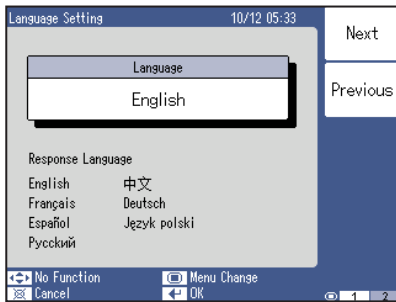 Language Setting 10/12 05:33
Next
Language
English
Previous
Response Language
English 中文
Français Deutsch
Español Język polski
Русский
No Function Menu Change
Cancel OK
1 2